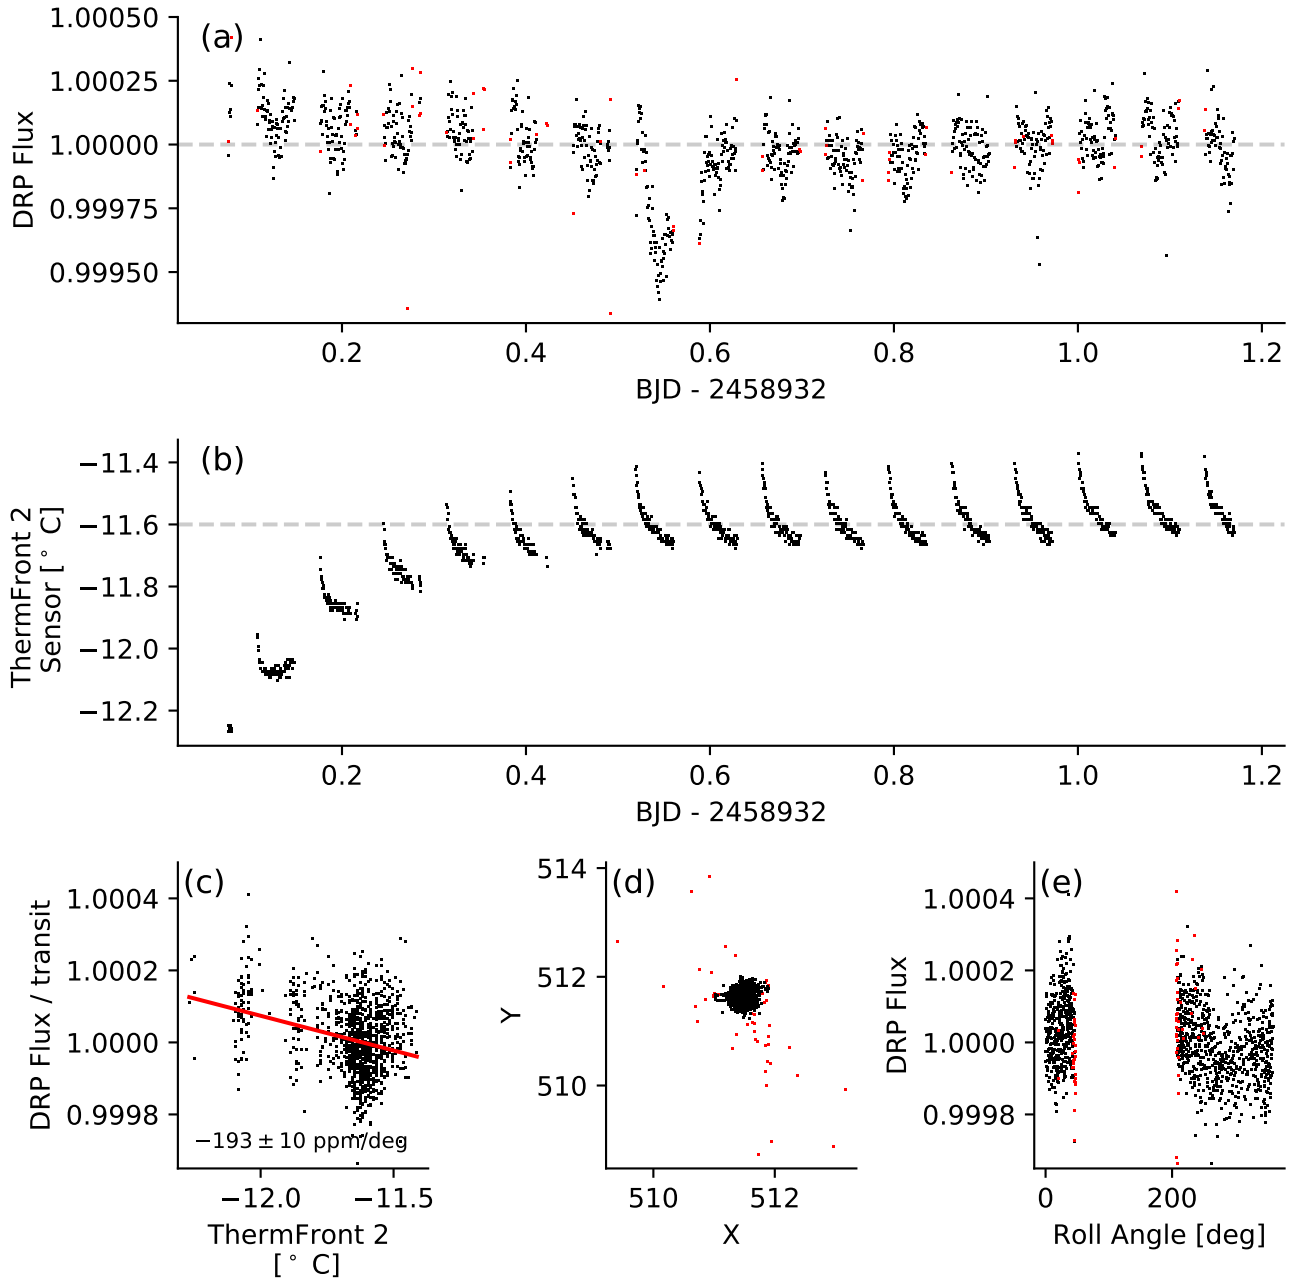 (a)
DRP Flux
1.00050
1.00025
1.00000
0.99975
0.99950
0.2 0.4 0.6 0.8 1.0 1.2
BJD - 2458932
(b)
ThermFront 2
Sensor [° C]
−11.4
−11.6
−11.8
−12.0
−12.2
0.2 0.4 0.6 0.8 1.0 1.2
BJD - 2458932
(c)
DRP Flux / transit
1.0004
1.0002
1.0000
0.9998
−193 ± 10 ppm/deg
−12.0 −11.5
ThermFront 2
[° C]
(d)
Y
514
512
510
510 512
X
(e)
DRP Flux
1.0004
1.0002
1.0000
0.9998
0 200
Roll Angle [deg]